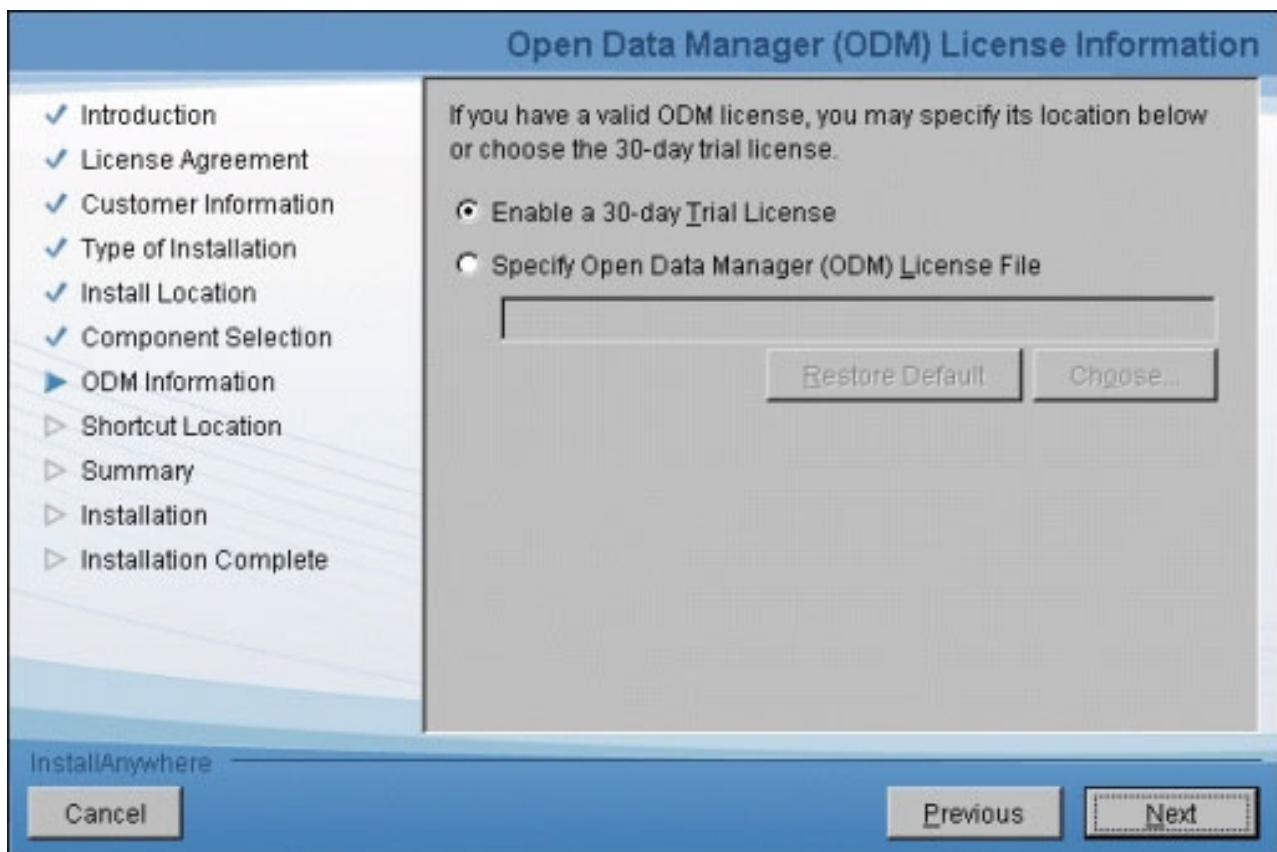 Open Data Manager (ODM) License Information
Introduction
License Agreement
Customer Information
Type of Installation
Install Location
Component Selection
ODM Information
Shortcut Location
Summary
Installation
Installation Complete
If you have a valid ODM license, you may specify its location below
or choose the 30-day trial license.
Enable a 30-day Trial License
Specify Open Data Manager (ODM) License File
Restore Default
Choose...
InstallAnywhere
Cancel
Previous
Next